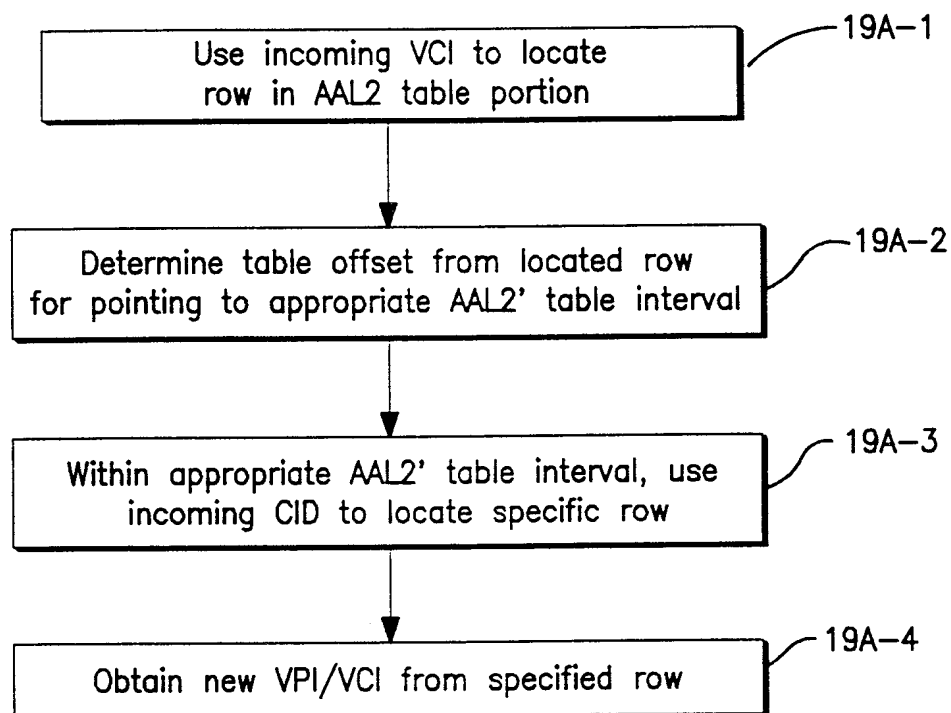 19A-1
Use incoming VCI to locate
row in AAL2 table portion
19A-2
Determine table offset from located row
for pointing to appropriate AAL2' table interval
19A-3
Within appropriate AAL2' table interval, use
incoming CID to locate specific row
19A-4
Obtain new VPI/VCI from specified row